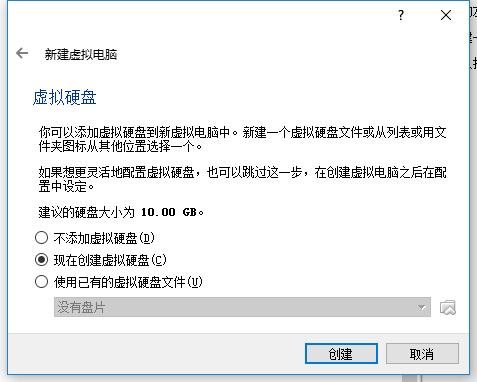 ?
新建虚拟电脑
虚拟硬盘
你可以添加虚拟硬盘到新虚拟电脑中。新建一个虚拟硬盘文件或从列表或用文
件夹图标从其他位置选择一个。
如果想更灵活地配置虚拟硬盘，也可以跳过这一步，在创建虚拟电脑之后在配
置中设定。
建议的硬盘大小为 10.00 GB。
不添加虚拟硬盘(D)
现在创建虚拟硬盘(C)
使用已有的虚拟硬盘文件(U)
没有盘片
创建
取消